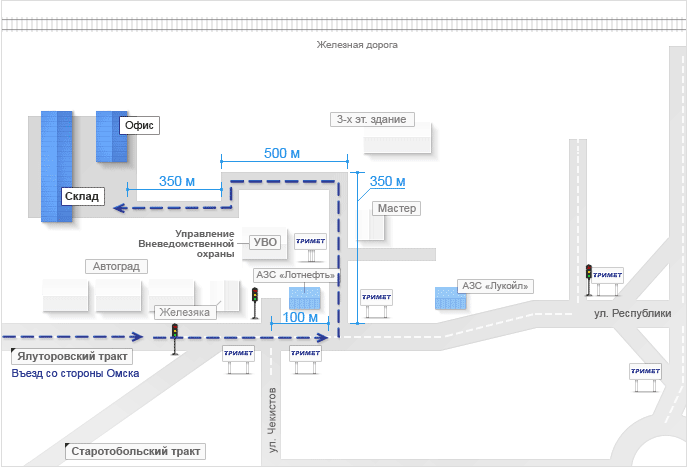 Железная дорога
Офис
3-х эт. здание
500 м
350 м
350 м
Склад
Мастер
Управление
Вневедомственной
охраны
УВО
ТРИМЕТ
Автоград
АЗС «Лотнефть»
АЗС «Лукойл»
ТРИМЕТ
ТРИМЕТ
Железяка
100 м
ул. Республики
Ялуторовский тракт
ТРИМЕТ
ТРИМЕТ
Въезд со стороны Омска
ТРИМЕТ
ул. Чекистов
Старотобольский тракт